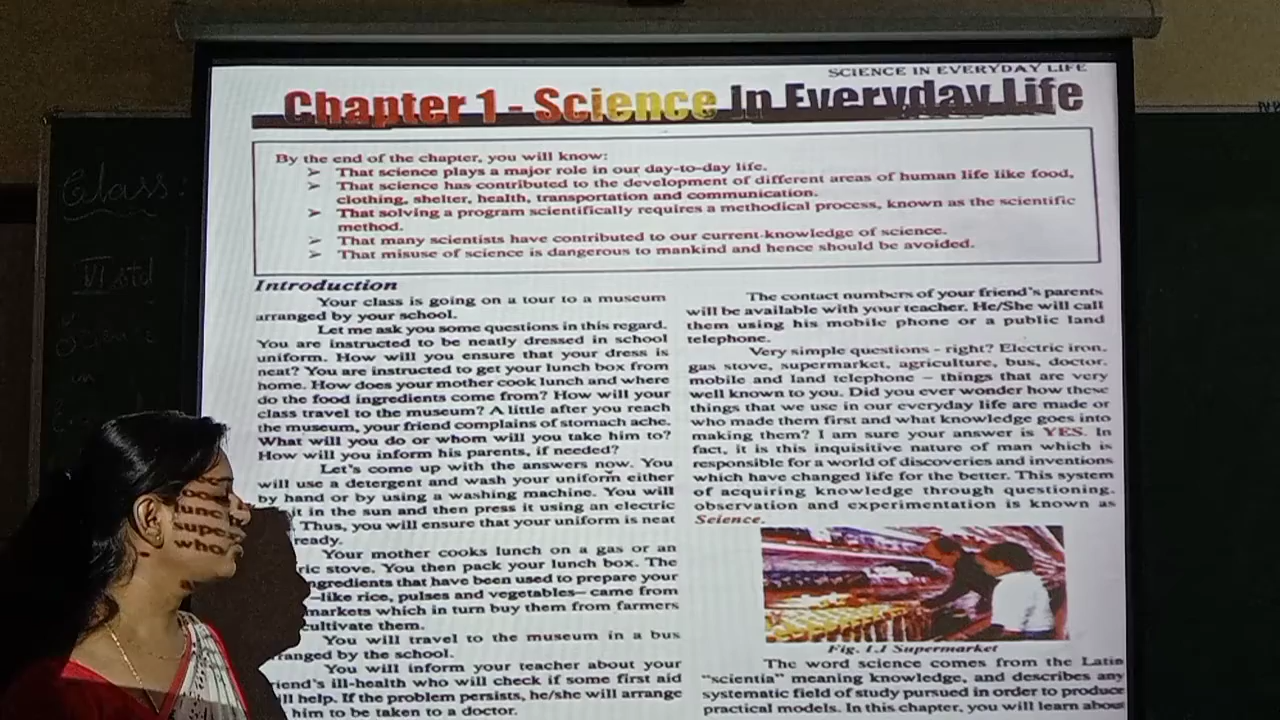 Class:
VI std
Science
in
SCIENCE IN EVERYDAY LIFE
Chapter 1 - Science In Everyday Life
By the end of the chapter, you will know:
➢ That science plays a major role in our day-to-day life.
➢ That science has contributed to the development of different areas of human life like food,
clothing, shelter, health, transportation and communication.
➢ That solving a program scientifically requires a methodical process, known as the scientific
method.
➢ That many scientists have contributed to our current knowledge of science.
➢ That misuse of science is dangerous to mankind and hence should be avoided.
Introduction
Your class is going on a tour to a museum
arranged by your school.
Let me ask you some questions in this regard.
You are instructed to be neatly dressed in school
uniform. How will you ensure that your dress is
neat? You are instructed to get your lunch box from
home. How does your mother cook lunch and where
do the food ingredients come from? How will your
class travel to the museum? A little after you reach
the museum, your friend complains of stomach ache.
What will you do or whom will you take him to?
How will you inform his parents, if needed?
Let's come up with the answers now. You
will use a detergent and wash your uniform either
by hand or by using a washing machine. You will
it in the sun and then press it using an electric
. Thus, you will ensure that your uniform is neat
ready.
Your mother cooks lunch on a gas or an
ric stove. You then pack your lunch box. The
ngredients that have been used to prepare your
–like rice, pulses and vegetables– came from
markets which in turn buy them from farmers
cultivate them.
You will travel to the museum in a bus
ranged by the school.
You will inform your teacher about your
iend's ill-health who will check if some first aid
ll help. If the problem persists, he/she will arrange
him to be taken to a doctor.
The contact numbers of your friend's parents
will be available with your teacher. He/She will call
them using his mobile phone or a public land
telephone.
Very simple questions - right? Electric iron,
gas stove, supermarket, agriculture, bus, doctor,
mobile and land telephone – things that are very
well known to you. Did you ever wonder how these
things that we use in our everyday life are made or
who made them first and what knowledge goes into
making them? I am sure your answer is YES. In
fact, it is this inquisitive nature of man which is
responsible for a world of discoveries and inventions
which have changed life for the better. This system
of acquiring knowledge through questioning,
observation and experimentation is known as
Science.
Fig. 1.1 Supermarket
The word science comes from the Latin
"scientia" meaning knowledge, and describes any
systematic field of study pursued in order to produce
practical models. In this chapter, you will learn about